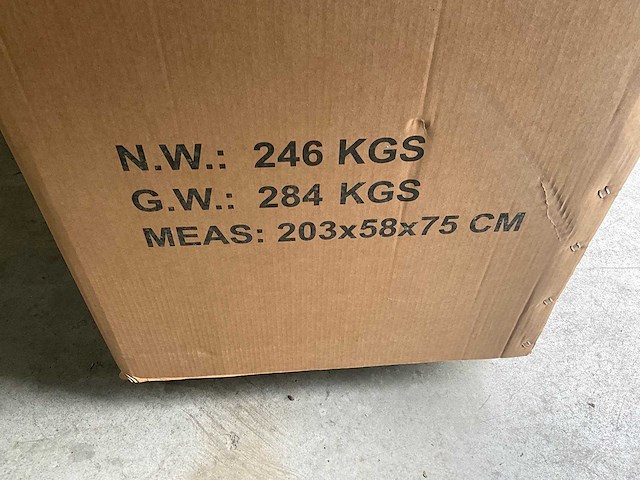 N.W.: 246 KGS
G.W.: 284 KGS
MEAS: 203x58x75 CM